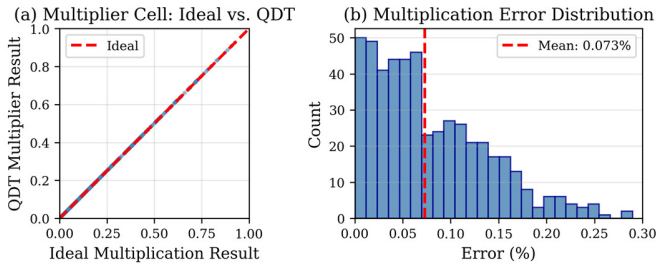 (a) Multiplier Cell: Ideal vs. QDT
QDT Multiplier Result
1.0
0.8
0.6
0.4
0.2
0.0
Ideal
0.00 0.25 0.50 0.75 1.00
Ideal Multiplication Result
(b) Multiplication Error Distribution
Count
50
40
30
20
10
0
Mean: 0.073%
0.00 0.05 0.10 0.15 0.20 0.25 0.30
Error (%)